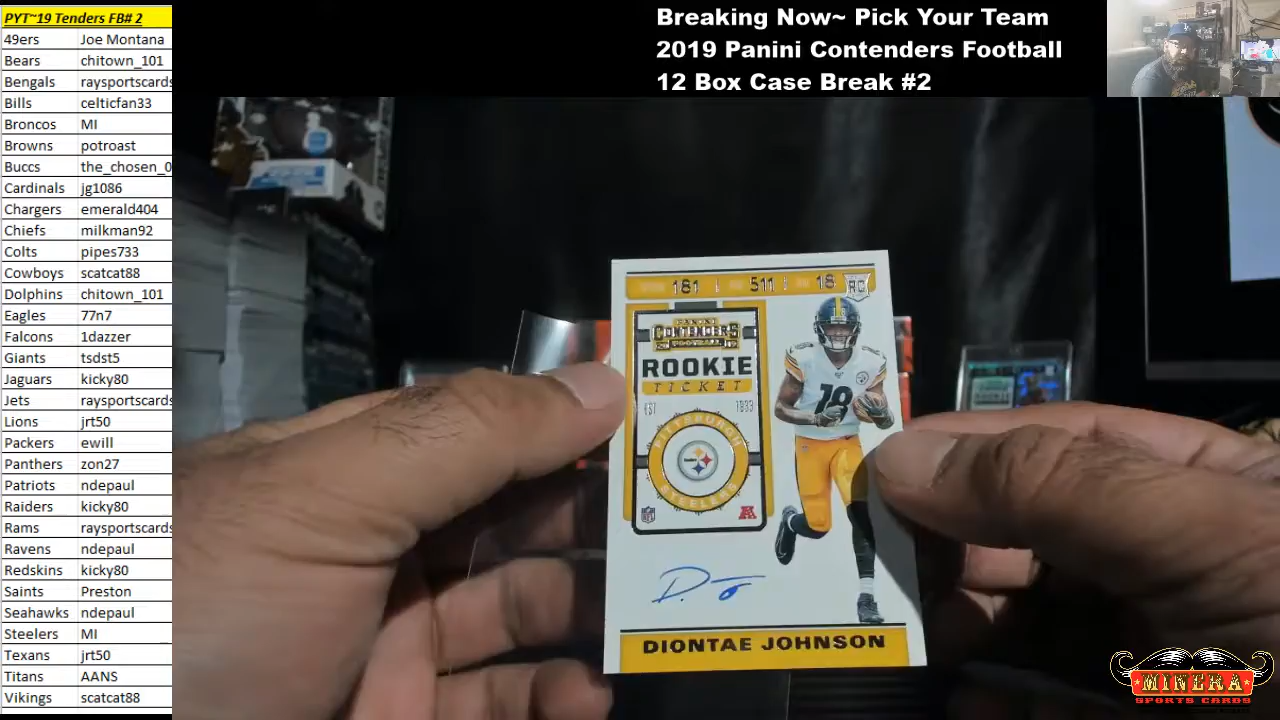 PYT~19 Tenders FB# 2
49ers Joe Montana
Bears chitown_101
Bengals raysportscards
Bills celticfan33
Broncos MI
Browns potroast
Buccs the_chosen_0
Cardinals jg1086
Chargers emerald404
Chiefs milkman92
Colts pipes733
Cowboys scatcat88
Dolphins chitown_101
Eagles 77n7
Falcons 1dazzer
Giants tsdst5
Jaguars kicky80
Jets raysportscards
Lions jrt50
Packers ewill
Panthers zon27
Patriots ndepaul
Raiders kicky80
Rams raysportscards
Ravens ndepaul
Redskins kicky80
Saints Preston
Seahawks ndepaul
Steelers MI
Texans jrt50
Titans AANS
Vikings scatcat88
Breaking Now~ Pick Your Team
2019 Panini Contenders Football
12 Box Case Break #2
181 511 18 RC
PANINI
CONTENDERS
FOOTBALL
ROOKIE
TICKET
EST 1933
PITTSBURGH
STEELERS
NFL
18
DIONTAE JOHNSON
MINERA
SPORTS CARDS